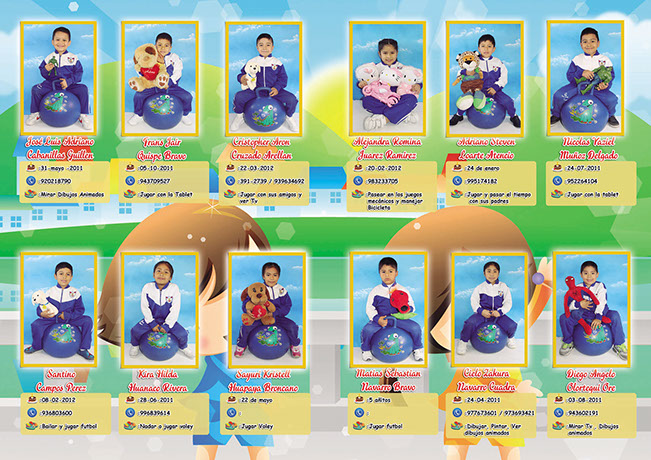 José Luis Adriano
Cabanillas Guillen
: 31-mayo -2011
: 920218790
: Mirar Dibujos Animados
Frans Jair
Quispe Bravo
: 05-10-2011
: 943709527
: Jugar con la Tablet
Cristopher Aron
Cruzado Arellan
: 22-03-2012
: 391-2739 / 939634692
: Jugar con sus amigos y
ver Tv
Alejandra Romina
Juarez Ramirez
: 20-02-2012
: 983233705
: Pasear en los juegos
mecánicos y manejar
Bicicleta
Adriano Steven
Loarte Atencio
: 24 de enero
: 995174182
: Jugar y pasar el tiempo
con sus padres
Nicolas Yaziel
Muñoz Delgado
: 24-07-2011
: 952264104
: Jugar con la tablet
Santino
Campos Perez
: 08-02-2012
: 936803600
: Bailar y jugar futbol
Kira Hilda
Huanaco Rivera
: 28-06-2011
: 996839614
: Nadar o jugar voley
Sayuri Kristell
Huapaya Broncano
: 22 de mayo
:
: Jugar Voley
Matias Sebastian
Navarro Bravo
: 5 añitos
:
: Jugar futbol
Cielo Zakura
Navarro Cuadra
: 24-04-2011
: 977673601 / 973693421
: Dibujar, Pintar, Ver
dibujos animados
Diego Angelo
Olortegui Ore
: 03-08-2011
: 943602191
: Mirar Tv , Dibujos
animados